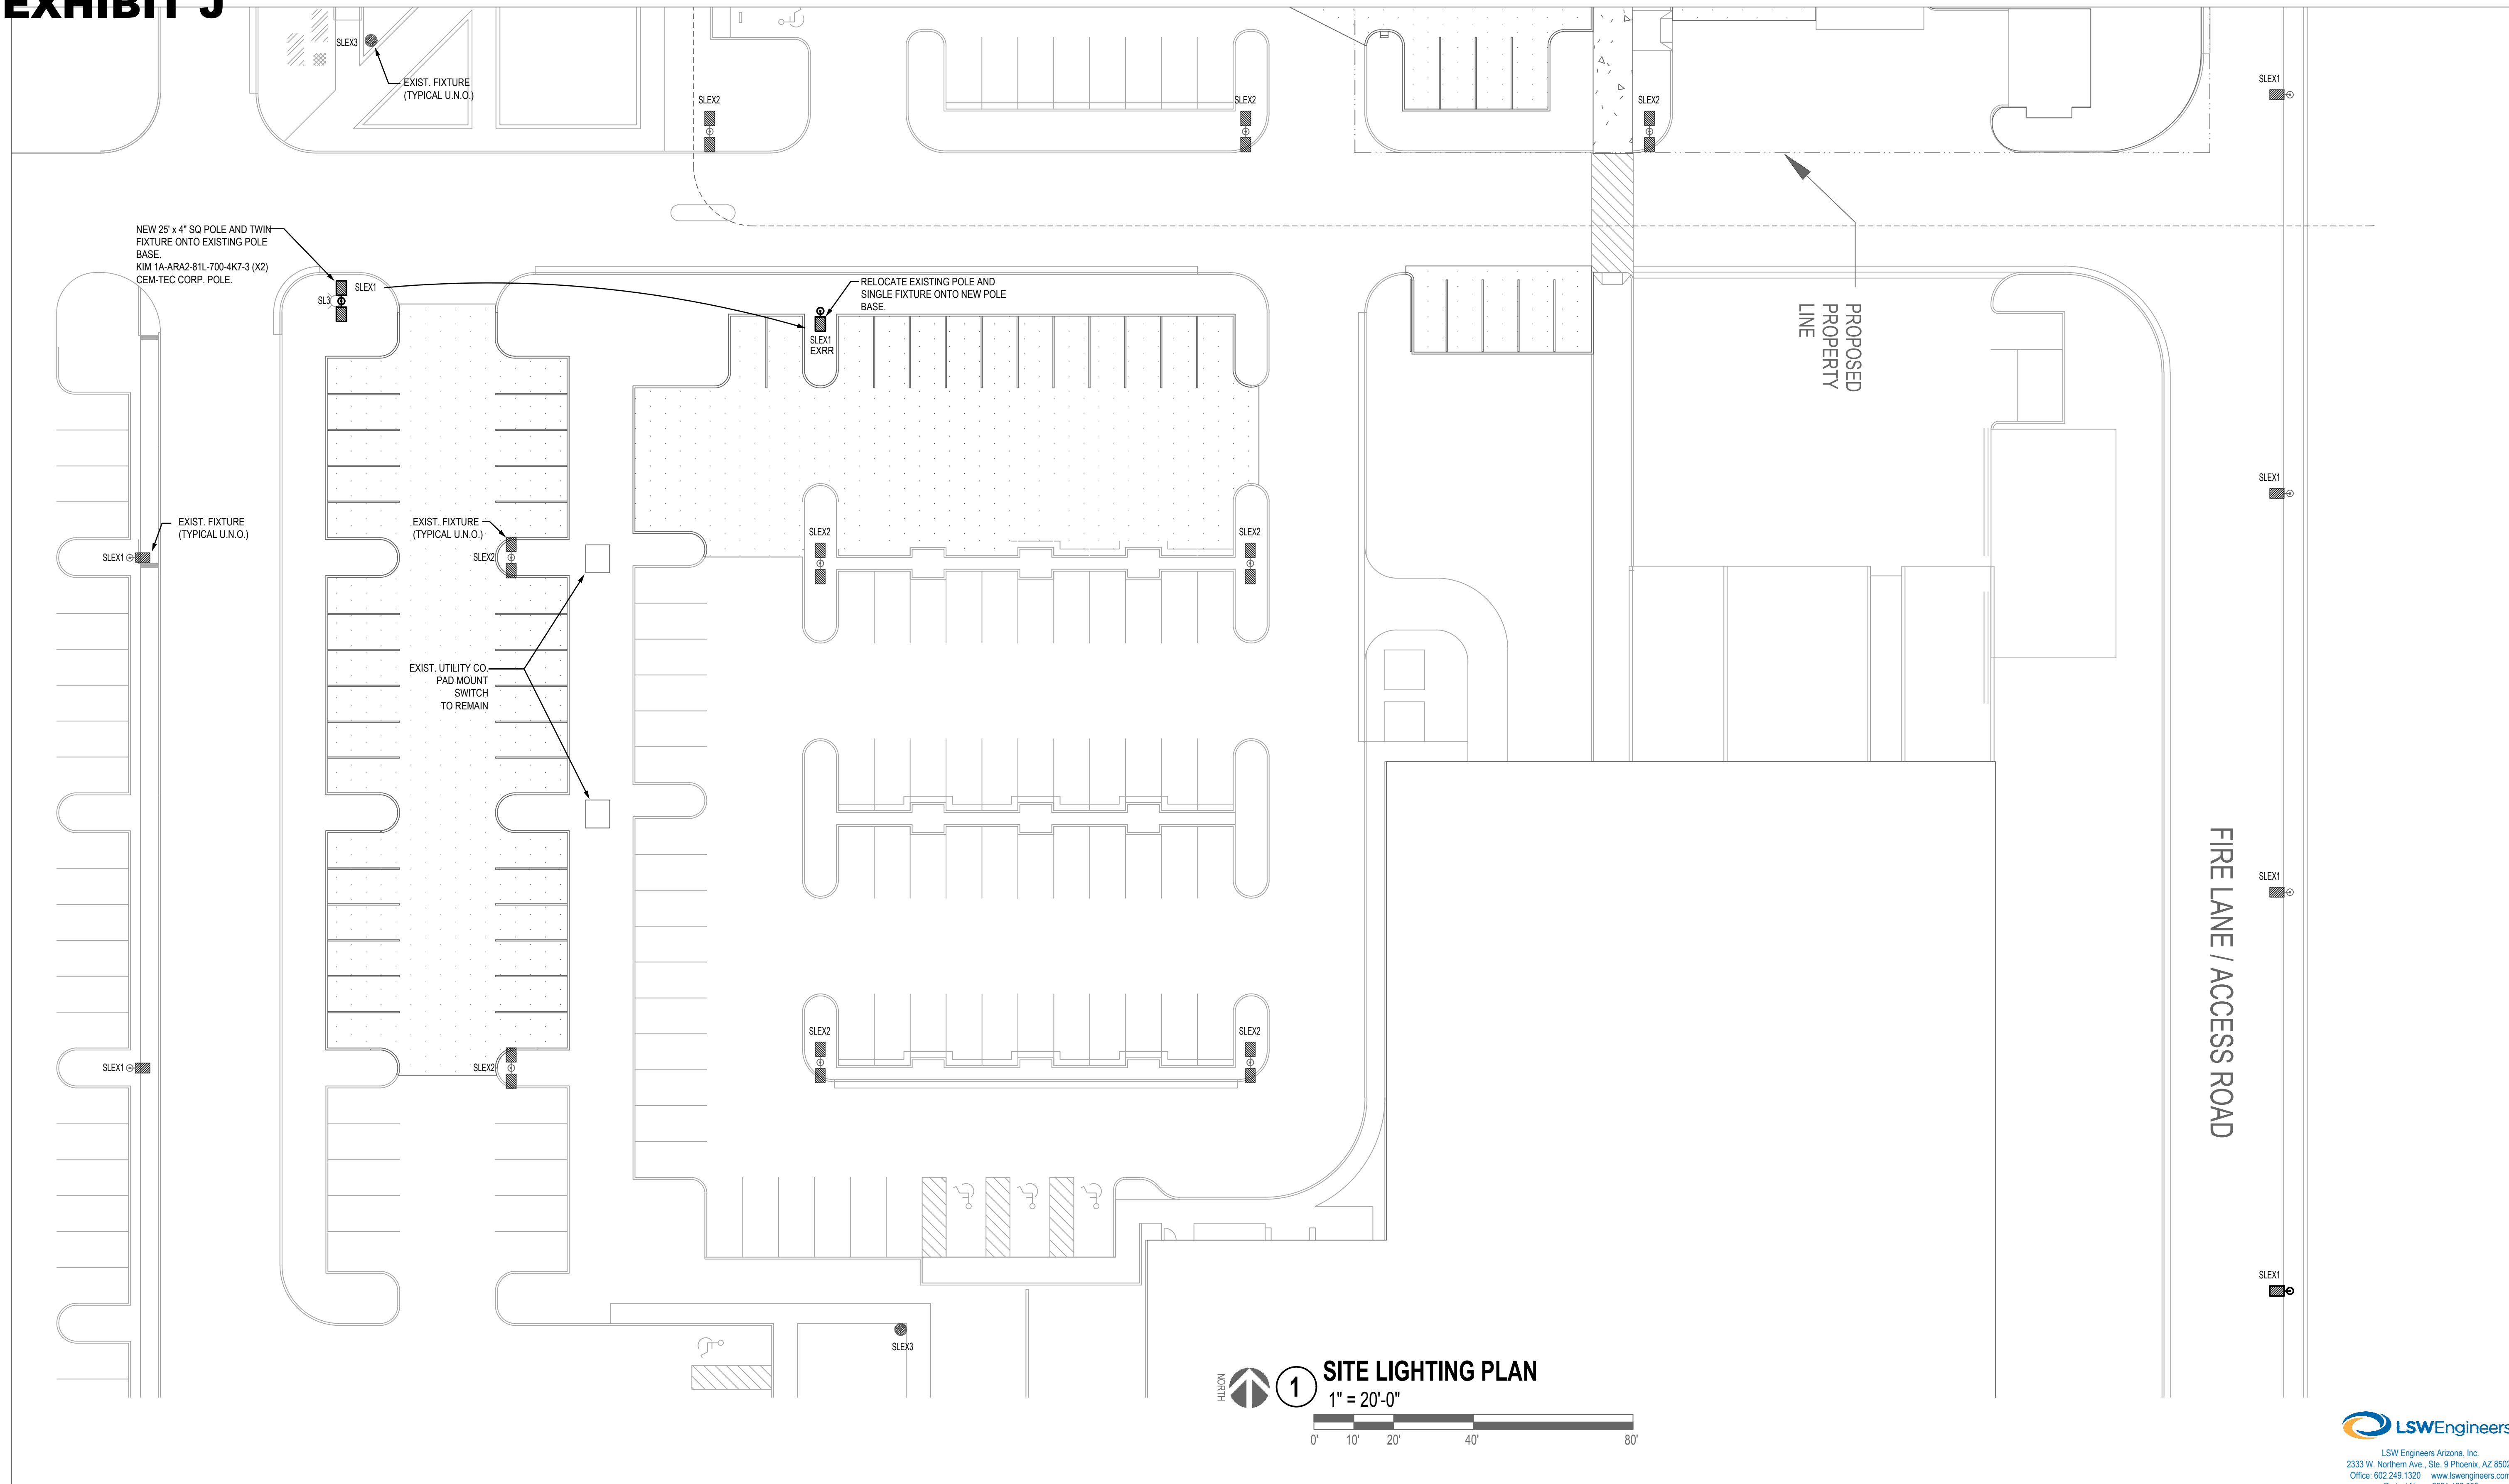 EXHIBIT J
SLEX3
EXIST. FIXTURE
(TYPICAL U.N.O.)
SLEX2
SLEX2
SLEX2
SLEX1
NEW 25' x 4" SQ POLE AND TWIN
FIXTURE ONTO EXISTING POLE
BASE.
KIM 1A-ARA2-81L-700-4K7-3 (X2)
CEM-TEC CORP. POLE.
SL3
SLEX1
RELOCATE EXISTING POLE AND
SINGLE FIXTURE ONTO NEW POLE
BASE.
SLEX1
EXRR
PROPOSED
PROPERTY
LINE
SLEX1
EXIST. FIXTURE
(TYPICAL U.N.O.)
SLEX1
EXIST. FIXTURE
(TYPICAL U.N.O.)
SLEX2
SLEX2
SLEX2
EXIST. UTILITY CO.
PAD MOUNT
SWITCH
TO REMAIN
FIRE LANE / ACCESS ROAD
SLEX1
SLEX1
SLEX2
SLEX2
SLEX2
SLEX1
SLEX3
NORTH
1
SITE LIGHTING PLAN
1" = 20'-0"
0' 10' 20' 40' 80'
LSWEngineers
LSW Engineers Arizona, Inc.
2333 W. Northern Ave., Ste. 9 Phoenix, AZ 8502
Office: 602.249.1320 www.lswengineers.com